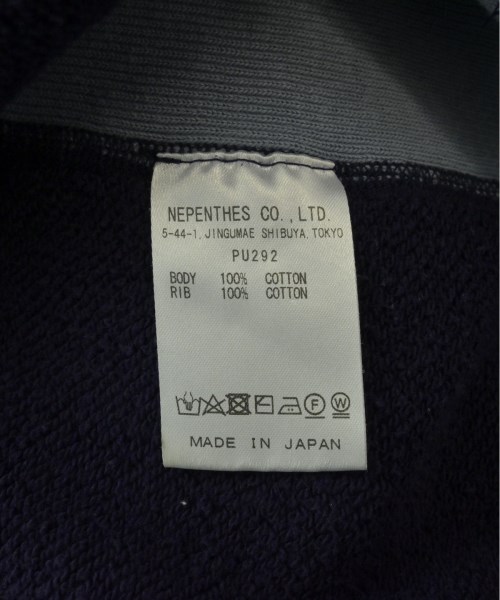 NEPENTHES CO.,LTD.
5-44-1, JINGUMAE SHIBUYA, TOKYO
PU292
BODY 100% COTTON
RIB 100% COTTON
F W
MADE IN JAPAN